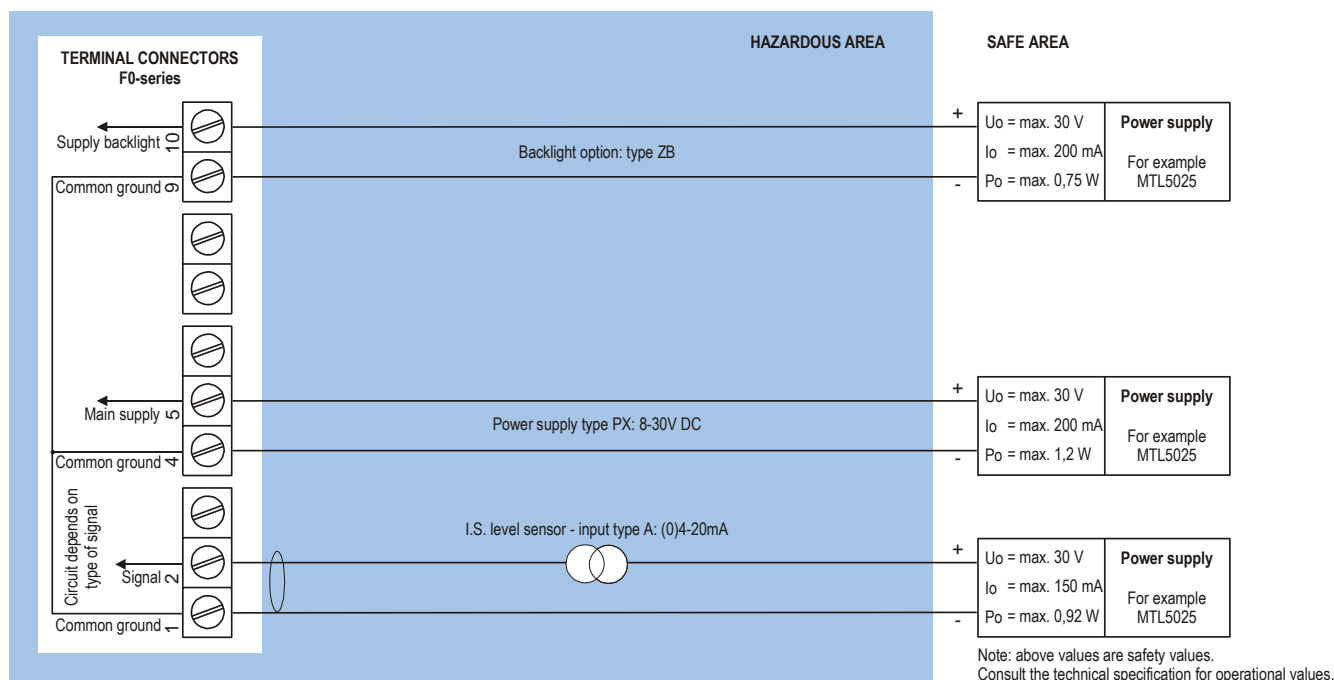 HAZARDOUS AREA
SAFE AREA
TERMINAL CONNECTORS
F0-series
Supply backlight 10
Common ground 9
Backlight option: type ZB
+
-
Uo = max. 30 V
Io = max. 200 mA
Po = max. 0,75 W
Power supply
For example
MTL5025
Main supply 5
Common ground 4
Power supply type PX: 8-30V DC
+
-
Uo = max. 30 V
Io = max. 200 mA
Po = max. 1,2 W
Power supply
For example
MTL5025
Circuit depends on
type of signal
Signal 2
Common ground 1
I.S. level sensor - input type A: (0)4-20mA
+
-
Uo = max. 30 V
Io = max. 150 mA
Po = max. 0,92 W
Power supply
For example
MTL5025
Note: above values are safety values.
Consult the technical specification for operational values.